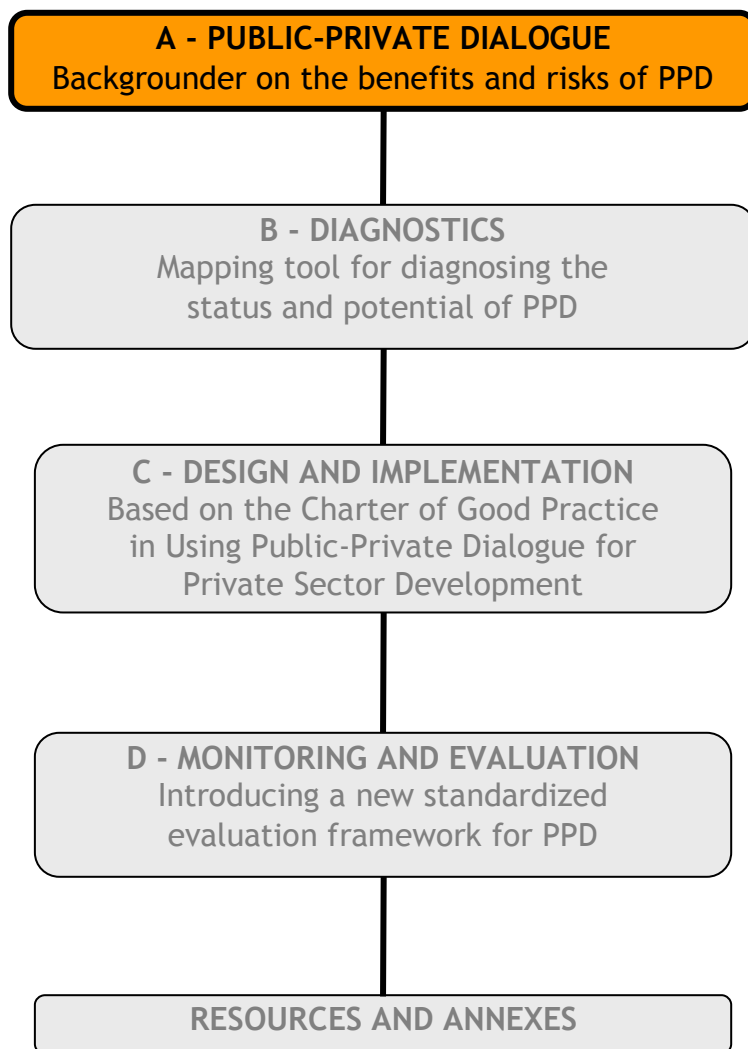 A - PUBLIC-PRIVATE DIALOGUE
Backgrounder on the benefits and risks of PPD
B - DIAGNOSTICS
Mapping tool for diagnosing the
status and potential of PPD
C - DESIGN AND IMPLEMENTATION
Based on the Charter of Good Practice
in Using Public-Private Dialogue for
Private Sector Development
D - MONITORING AND EVALUATION
Introducing a new standardized
evaluation framework for PPD
RESOURCES AND ANNEXES